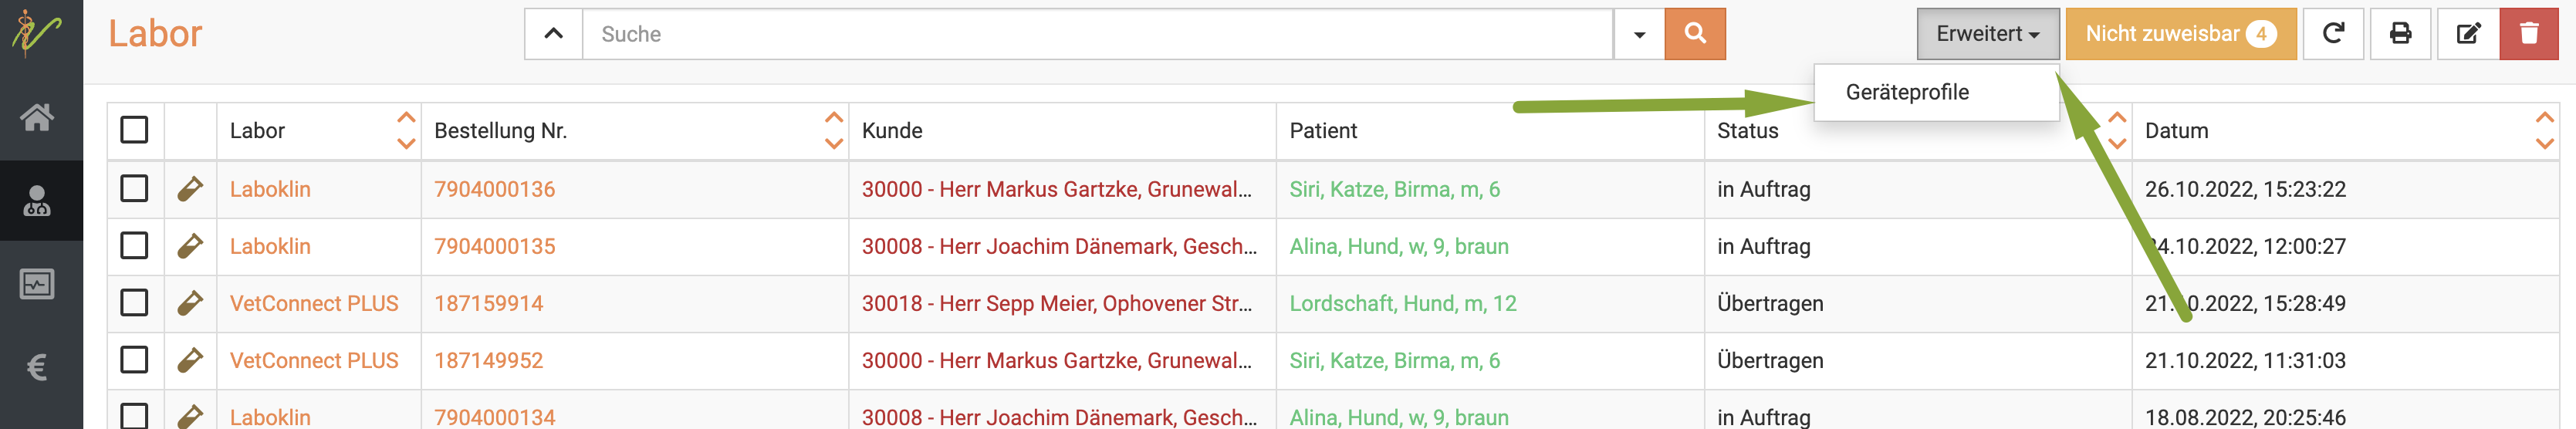 Labor
Suche
Erweitert
Nicht zuweisbar 4
Geräteprofile
Labor Bestellung Nr. Kunde Patient Status Datum
Laboklin 7904000136 30000 - Herr Markus Gartzke, Grunewal... Siri, Katze, Birma, m, 6 in Auftrag 26.10.2022, 15:23:22
Laboklin 7904000135 30008 - Herr Joachim Dänemark, Gesch... Alina, Hund, w, 9, braun in Auftrag 24.10.2022, 12:00:27
VetConnect PLUS 187159914 30018 - Herr Sepp Meier, Ophovener Str... Lordschaft, Hund, m, 12 Übertragen 21.10.2022, 15:28:49
VetConnect PLUS 187149952 30000 - Herr Markus Gartzke, Grunewal... Siri, Katze, Birma, m, 6 Übertragen 21.10.2022, 11:31:03
Laboklin 7904000134 30008 - Herr Joachim Dänemark, Gesch... Alina, Hund, w, 9, braun in Auftrag 18.08.2022, 20:25:46